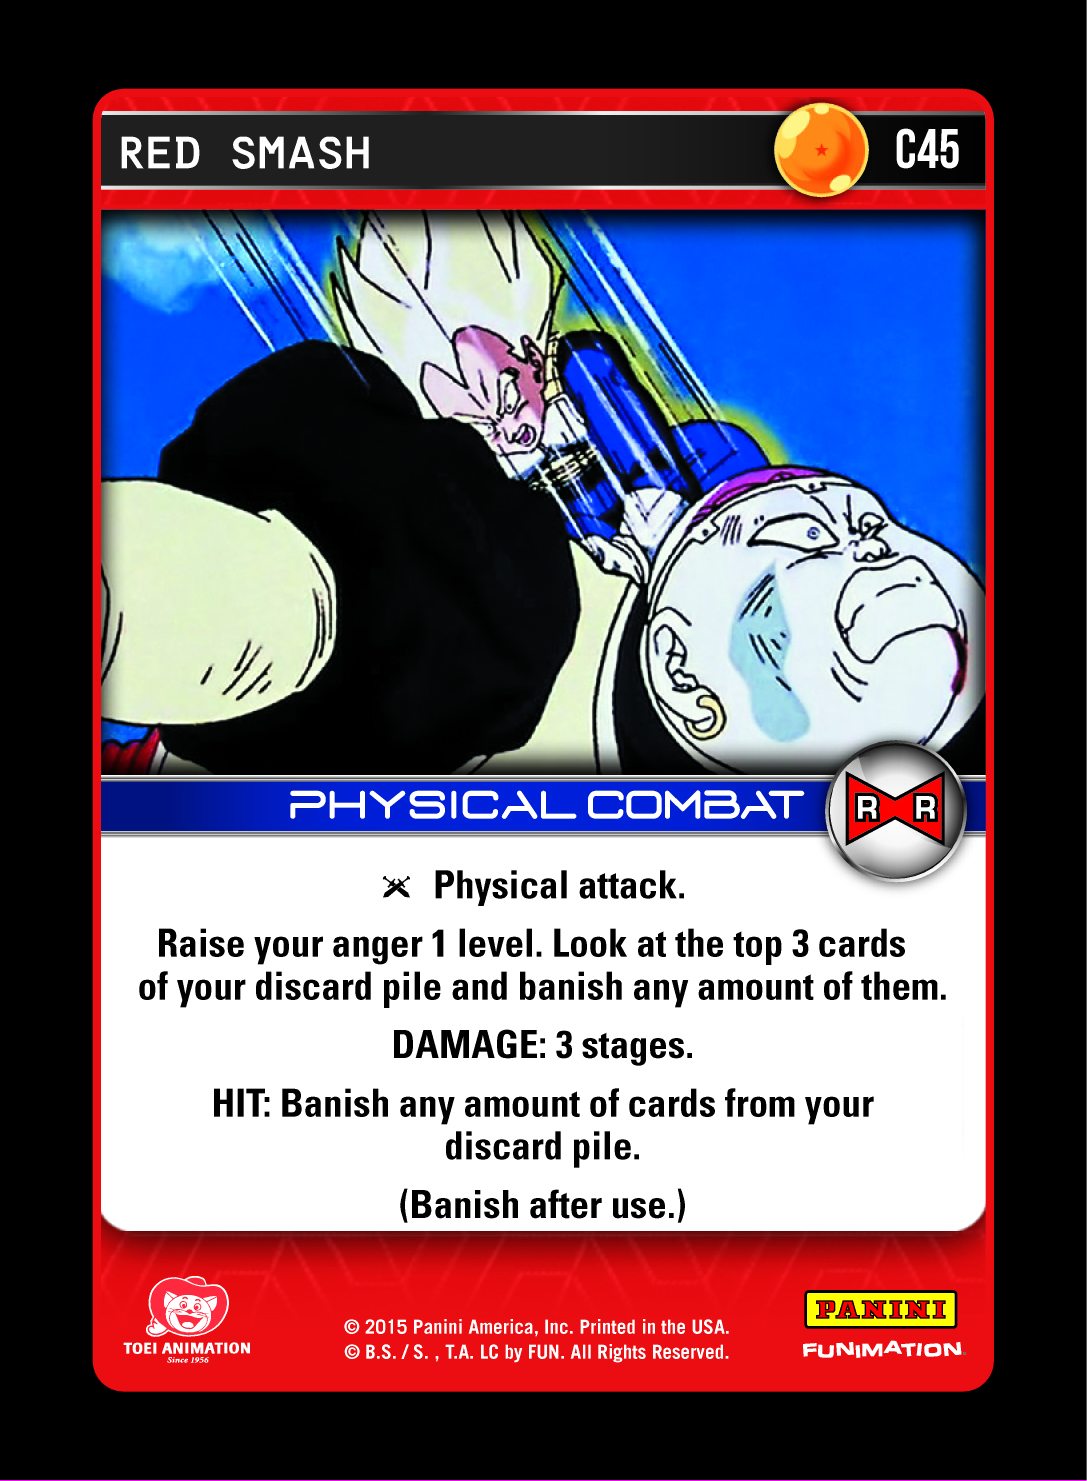 RED SMASH
C45
PHYSICAL COMBAT
R R
Physical attack.
Raise your anger 1 level. Look at the top 3 cards
of your discard pile and banish any amount of them.
DAMAGE: 3 stages.
HIT: Banish any amount of cards from your
discard pile.
(Banish after use.)
TOEI ANIMATION
Since 1956
© 2015 Panini America, Inc. Printed in the USA.
© B.S. / S. , T.A. LC by FUN. All Rights Reserved.
PANINI
FUNIMATION